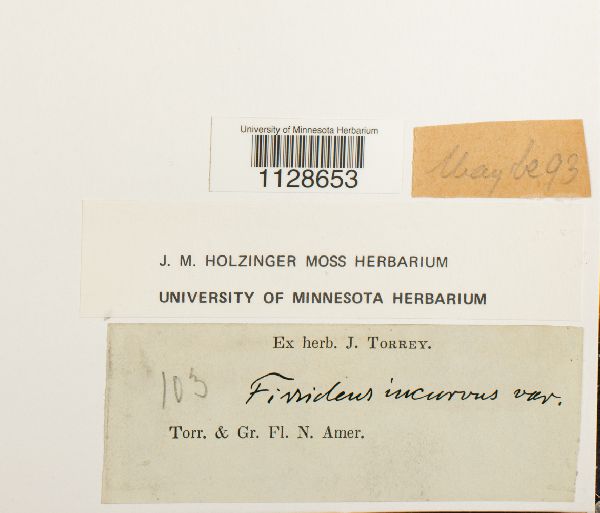 University of Minnesota Herbarium
1128653
Maybe 93
J. M. HOLZINGER MOSS HERBARIUM
UNIVERSITY OF MINNESOTA HERBARIUM
Ex herb. J. TORREY.
103
Fissidens incurvus var.
Torr. & Gr. Fl. N. Amer.